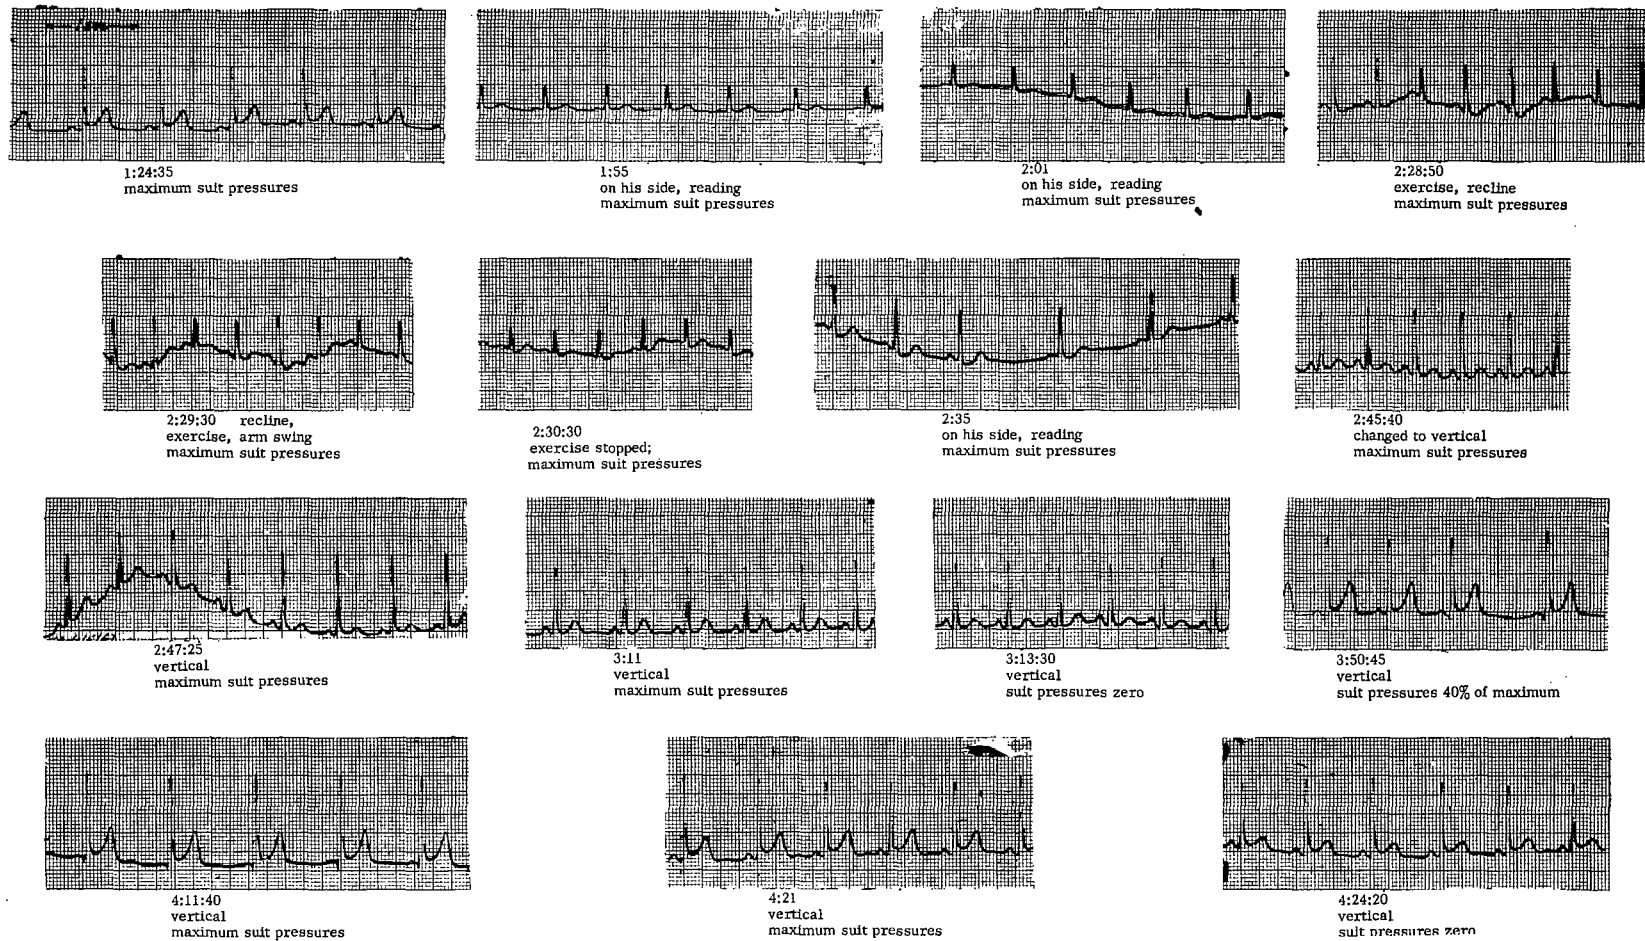 1:24:35
maximum suit pressures
1:55
on his side, reading
maximum suit pressures
2:01
on his side, reading
maximum suit pressures
2:28:50
exercise, recline
maximum suit pressures
2:29:30 recline,
exercise, arm swing
maximum suit pressures
2:30:30
exercise stopped;
maximum suit pressures
2:35
on his side, reading
maximum suit pressures
2:45:40
changed to vertical
maximum suit pressures
2:47:25
vertical
maximum suit pressures
3:11
vertical
maximum suit pressures
3:13:30
vertical
suit pressures zero
3:50:45
vertical
suit pressures 40% of maximum
4:11:40
vertical
maximum suit pressures
4:21
vertical
maximum suit pressures
4:24:20
vertical
suit pressures zero